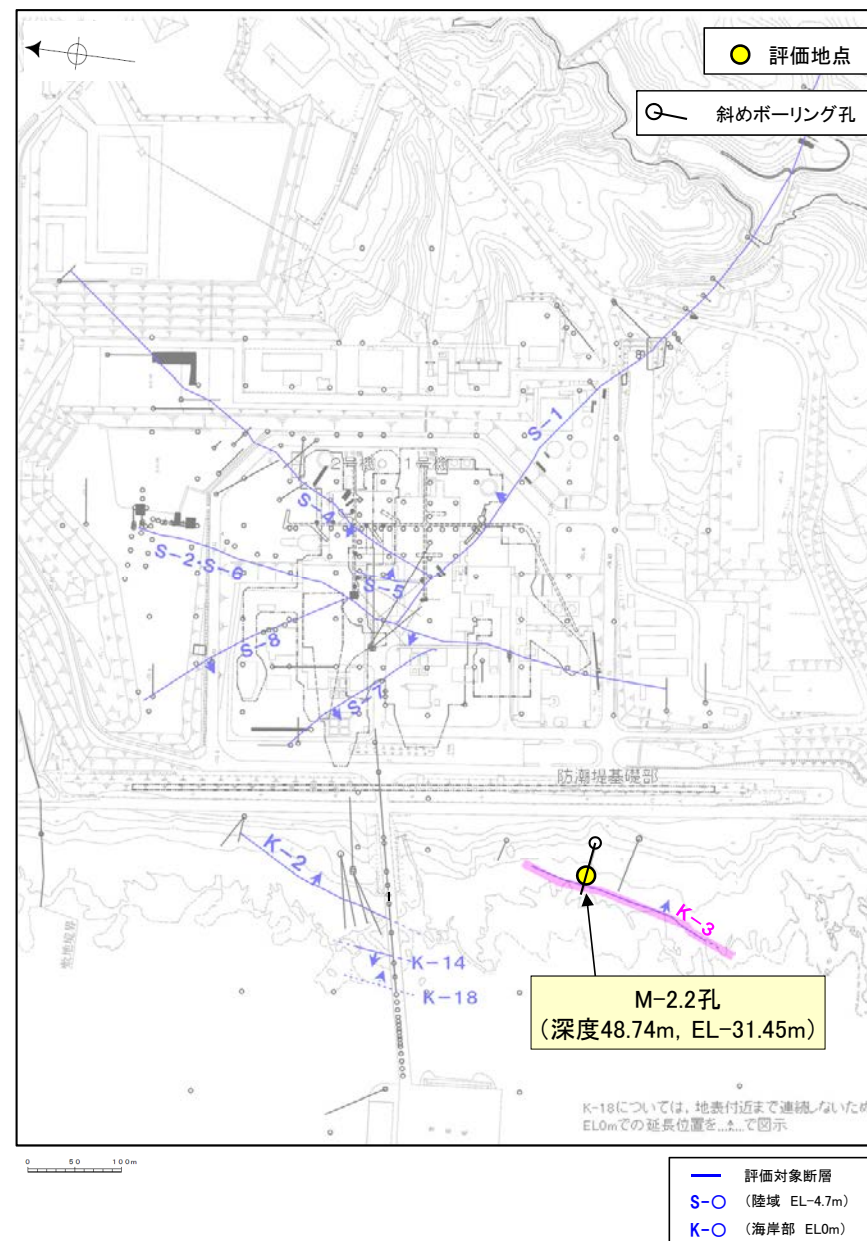 評価地点
斜めボーリング孔
S-1
2号機
1号機
S-4
S-2・S-6
S-5
S-8
S-7
防潮堤基礎部
K-2
K-3
敷地境界
K-14
K-18
M-2.2孔
(深度48.74m, EL-31.45m)
K-18については，地表付近まで連続しないため
EL0mでの延長位置を
で図示
0 50 100m
評価対象断層
S-○ (陸域 EL-4.7m)
K-○ (海岸部 EL0m)